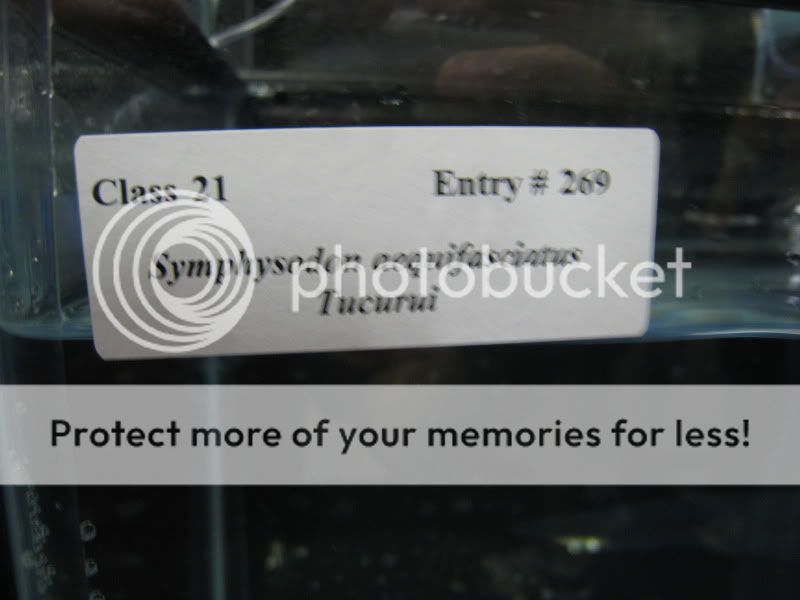 Class 21 Entry # 269
Symphysodon aequifasciatus
Tucurui
photobucket
Protect more of your memories for less!